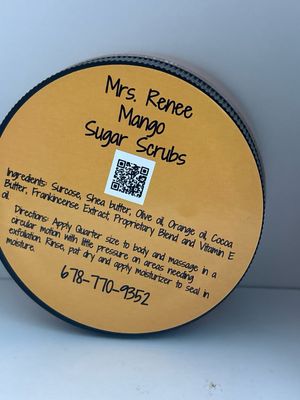 Mrs. Renee
Mango
Sugar Scrubs
Ingredients: Surcose, Shea butter, Olive oil, Orange oil, Cocoa
Butter, Frankincense Extract, Proprietary Blend and Vitamin E
oil.
Directions: Apply Quarter size to body and massage in a
circular motion with little pressure on areas needing
exfoliation. Rinse, pat dry and apply moisturizer to seal in
moisture.
678-770-9352